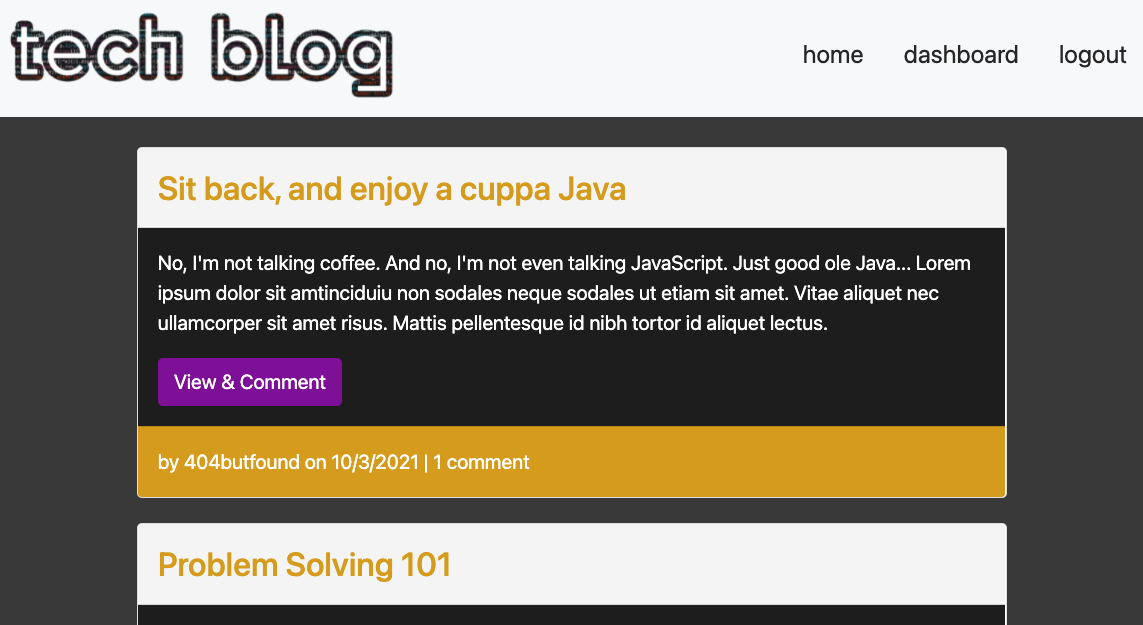 tech blog
home dashboard logout
Sit back, and enjoy a cuppa Java
No, I'm not talking coffee. And no, I'm not even talking JavaScript. Just good ole Java... Lorem
ipsum dolor sit amtinciduiu non sodales neque sodales ut etiam sit amet. Vitae aliquet nec
ullamcorper sit amet risus. Mattis pellentesque id nibh tortor id aliquet lectus.
View & Comment
by 404butfound on 10/3/2021 | 1 comment
Problem Solving 101